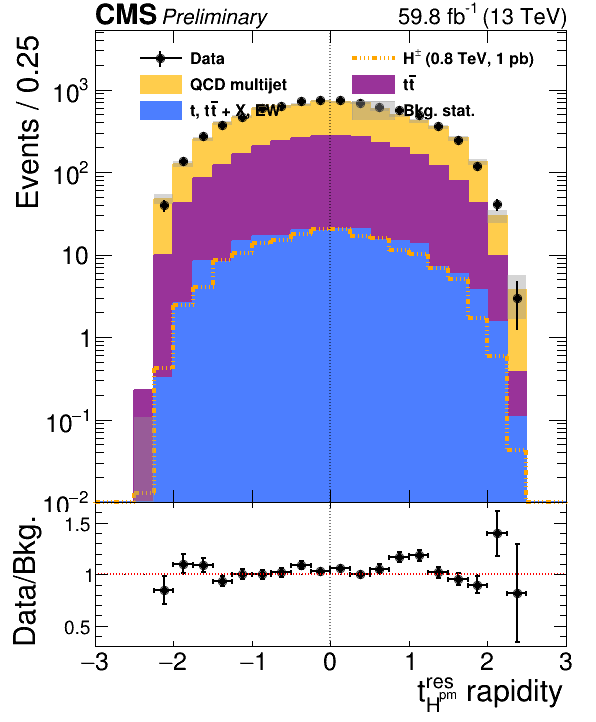 CMS Preliminary 59.8 fb⁻¹ (13 TeV)
Events / 0.25
Data
H± (0.8 TeV, 1 pb)
QCD multijet
tt̄
t, tt̄ + X, EW
Bkg. stat.
10³
10²
10
1
10⁻¹
10⁻²
Data/Bkg.
1.5
1
0.5
−3 −2 −1 0 1 2 3
t^res_H^pm rapidity